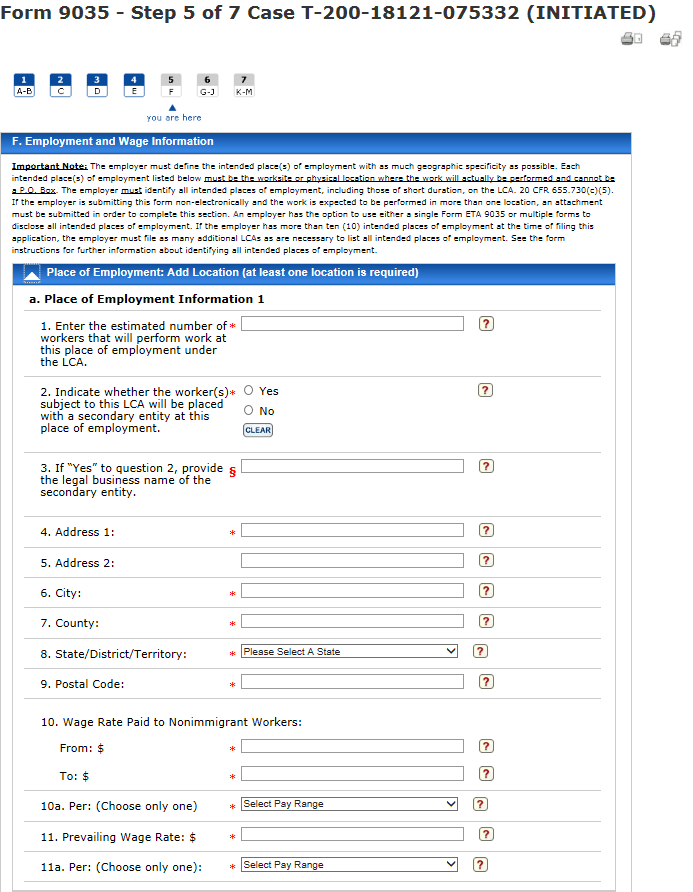 Form 9035 - Step 5 of 7 Case T-200-18121-075332 (INITIATED)
1 2 3 4 5 6 7
A-B C D E F G-J K-M
you are here
F. Employment and Wage Information
Important Note: The employer must define the intended place(s) of employment with as much geographic specificity as possible. Each
intended place(s) of employment listed below must be the worksite or physical location where the work will actually be performed and cannot be
a P.O. Box. The employer must identify all intended places of employment, including those of short duration, on the LCA. 20 CFR 655.730(c)(5).
If the employer is submitting this form non-electronically and the work is expected to be performed in more than one location, an attachment
must be submitted in order to complete this section. An employer has the option to use either a single Form ETA 9035 or multiple forms to
disclose all intended places of employment. If the employer has more than ten (10) intended places of employment at the time of filing this
application, the employer must file as many additional LCAs as are necessary to list all intended places of employment. See the form
instructions for further information about identifying all intended places of employment.
Place of Employment: Add Location (at least one location is required)
a. Place of Employment Information 1
1. Enter the estimated number of * ?
workers that will perform work at
this place of employment under
the LCA.
2. Indicate whether the worker(s)* Yes ?
subject to this LCA will be placed
with a secondary entity at this No
place of employment. CLEAR
3. If "Yes" to question 2, provide § ?
the legal business name of the
secondary entity.
4. Address 1: * ?
5. Address 2: ?
6. City: * ?
7. County: * ?
8. State/District/Territory: * Please Select A State ?
9. Postal Code: * ?
10. Wage Rate Paid to Nonimmigrant Workers:
From: $ * ?
To: $ * ?
10a. Per: (Choose only one) * Select Pay Range ?
11. Prevailing Wage Rate: $ * ?
11a. Per: (Choose only one): * Select Pay Range ?